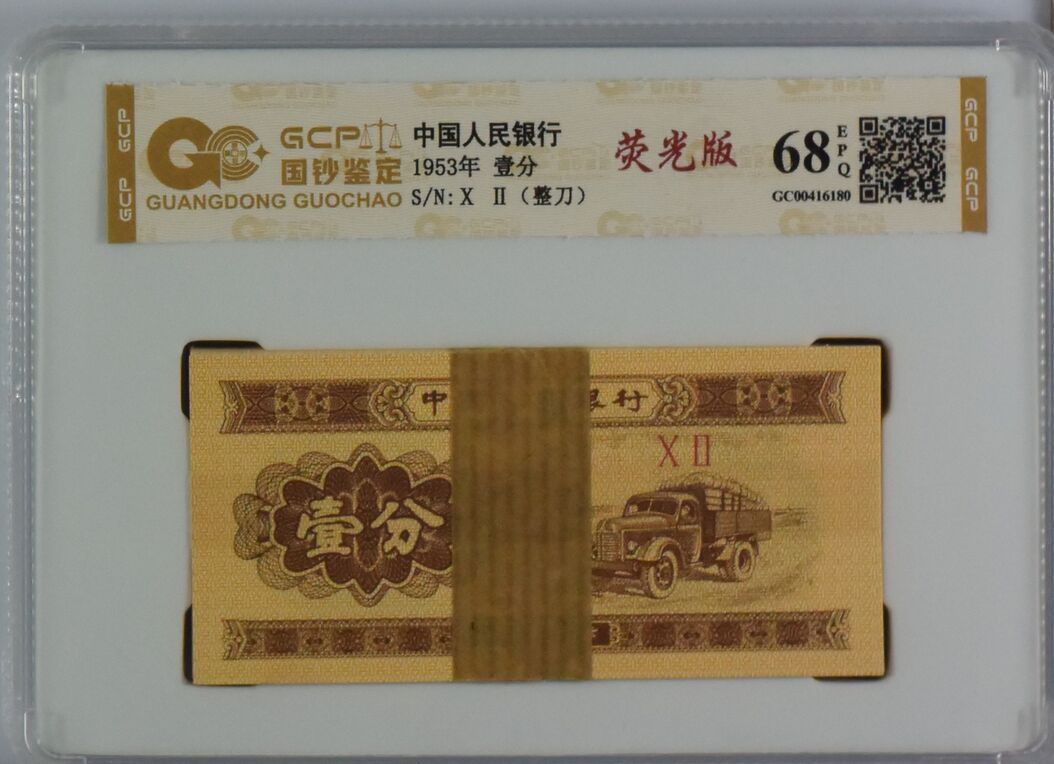 GCP
GCP
GC
GCP
国钞鉴定
GUANGDONG GUOCHAO
中国人民银行
1953年 壹分
S/N: X Ⅱ (整刀)
荧光版
68
EPQ
GC00416180
GCP
GCP
中
银行
X Ⅱ
壹分